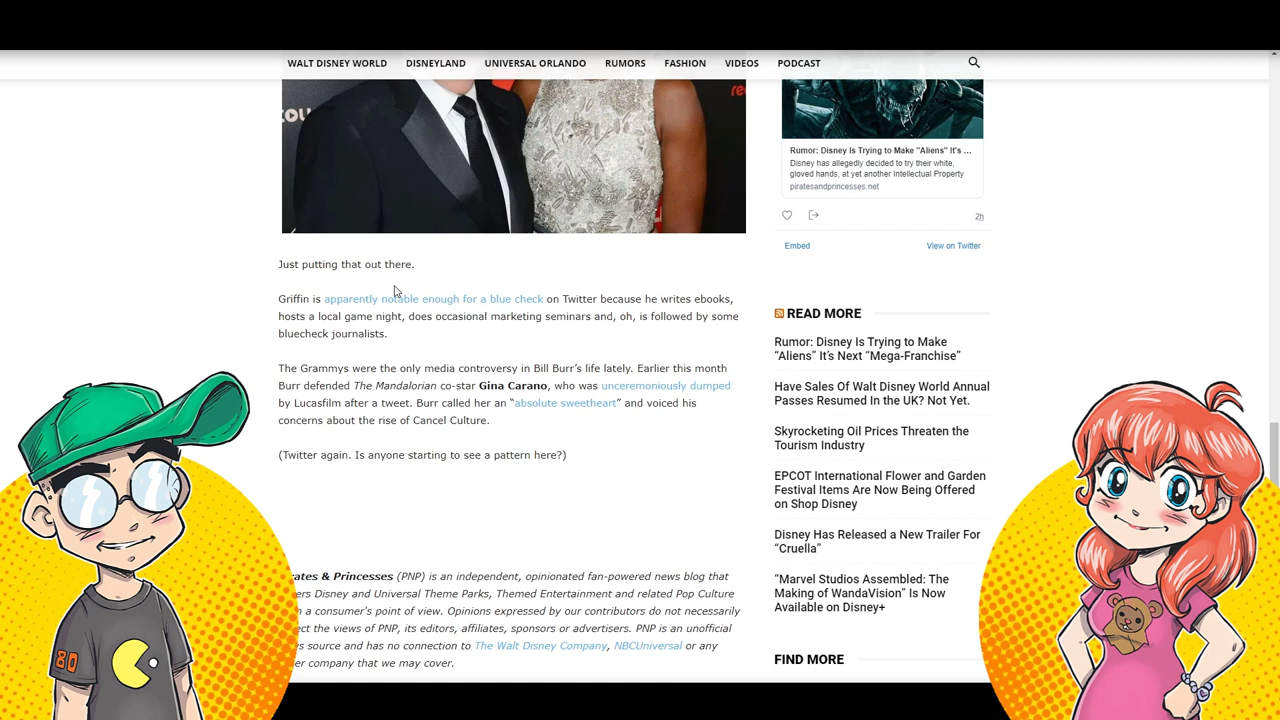 WALT DISNEY WORLD DISNEYLAND UNIVERSAL ORLANDO RUMORS FASHION VIDEOS PODCAST
Just putting that out there.
Griffin is apparently notable enough for a blue check on Twitter because he writes ebooks,
hosts a local game night, does occasional marketing seminars and, oh, is followed by some
bluecheck journalists.
The Grammys were the only media controversy in Bill Burr’s life lately. Earlier this month
Burr defended The Mandalorian co-star Gina Carano, who was unceremoniously dumped
by Lucasfilm after a tweet. Burr called her an “absolute sweetheart” and voiced his
concerns about the rise of Cancel Culture.
(Twitter again. Is anyone starting to see a pattern here?)
rates & Princesses (PNP) is an independent, opinionated fan-powered news blog that
ers Disney and Universal Theme Parks, Themed Entertainment and related Pop Culture
a consumer's point of view. Opinions expressed by our contributors do not necessarily
ect the views of PNP, its editors, affiliates, sponsors or advertisers. PNP is an unofficial
s source and has no connection to The Walt Disney Company, NBCUniversal or any
er company that we may cover.
Rumor: Disney Is Trying to Make "Aliens" It's ...
Disney has allegedly decided to try their white,
gloved hands, at yet another Intellectual Property
piratesandprincesses.net
2h
Embed View on Twitter
READ MORE
Rumor: Disney Is Trying to Make
“Aliens” It’s Next “Mega-Franchise”
Have Sales Of Walt Disney World Annual
Passes Resumed In the UK? Not Yet.
Skyrocketing Oil Prices Threaten the
Tourism Industry
EPCOT International Flower and Garden
Festival Items Are Now Being Offered
on Shop Disney
Disney Has Released a New Trailer For
“Cruella”
“Marvel Studios Assembled: The
Making of WandaVision” Is Now
Available on Disney+
FIND MORE
80